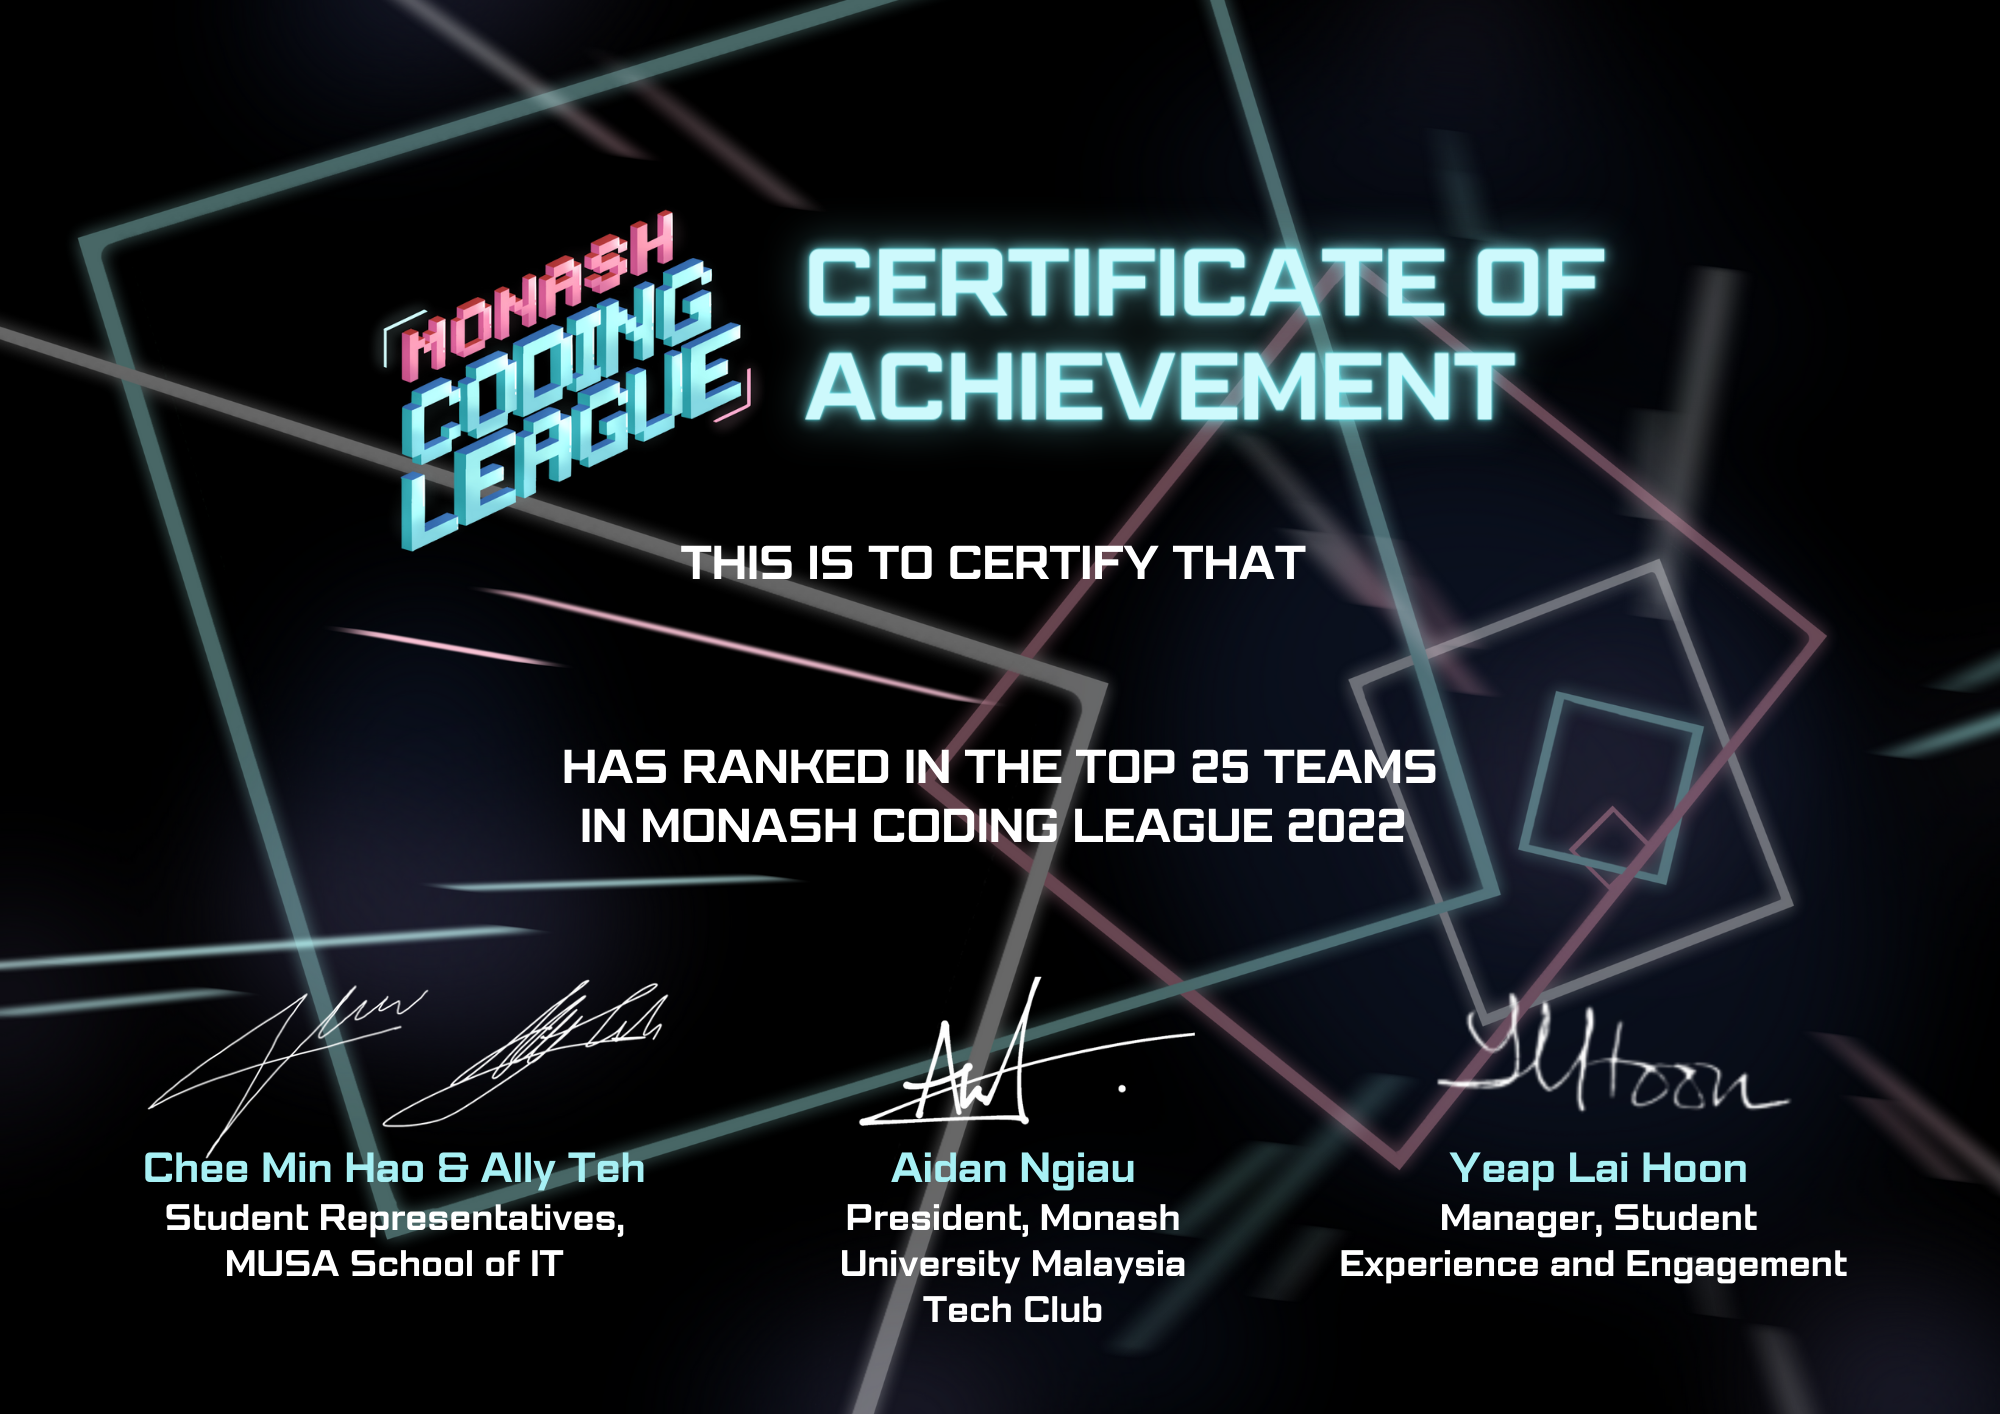 MONASH
CODING
LEAGUE
CERTIFICATE OF
ACHIEVEMENT
THIS IS TO CERTIFY THAT
HAS RANKED IN THE TOP 25 TEAMS
IN MONASH CODING LEAGUE 2022
Chee Min Hao & Ally Teh
Student Representatives,
MUSA School of IT
Aidan Ngiau
President, Monash
University Malaysia
Tech Club
Yeap Lai Hoon
Manager, Student
Experience and Engagement